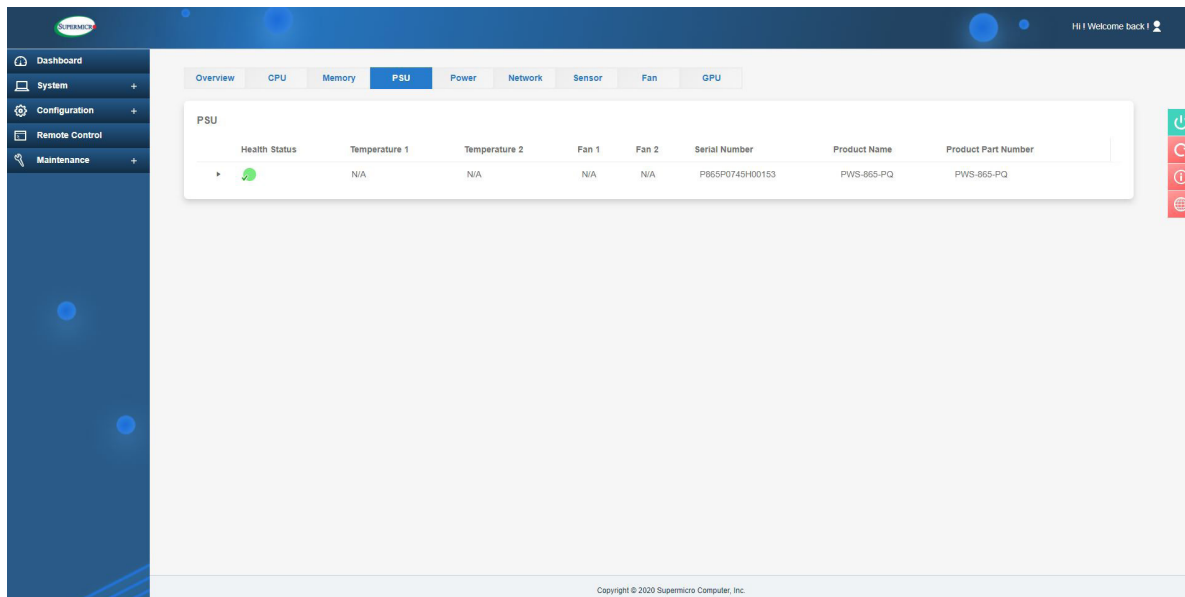 SUPERMICR
Hi ! Welcome back !
Dashboard
System +
Configuration +
Remote Control
Maintenance +
Overview CPU Memory PSU Power Network Sensor Fan GPU
PSU
Health Status Temperature 1 Temperature 2 Fan 1 Fan 2 Serial Number Product Name Product Part Number
N/A N/A N/A N/A P865P0745H00153 PWS-865-PQ PWS-865-PQ
Copyright © 2020 Supermicro Computer, Inc.